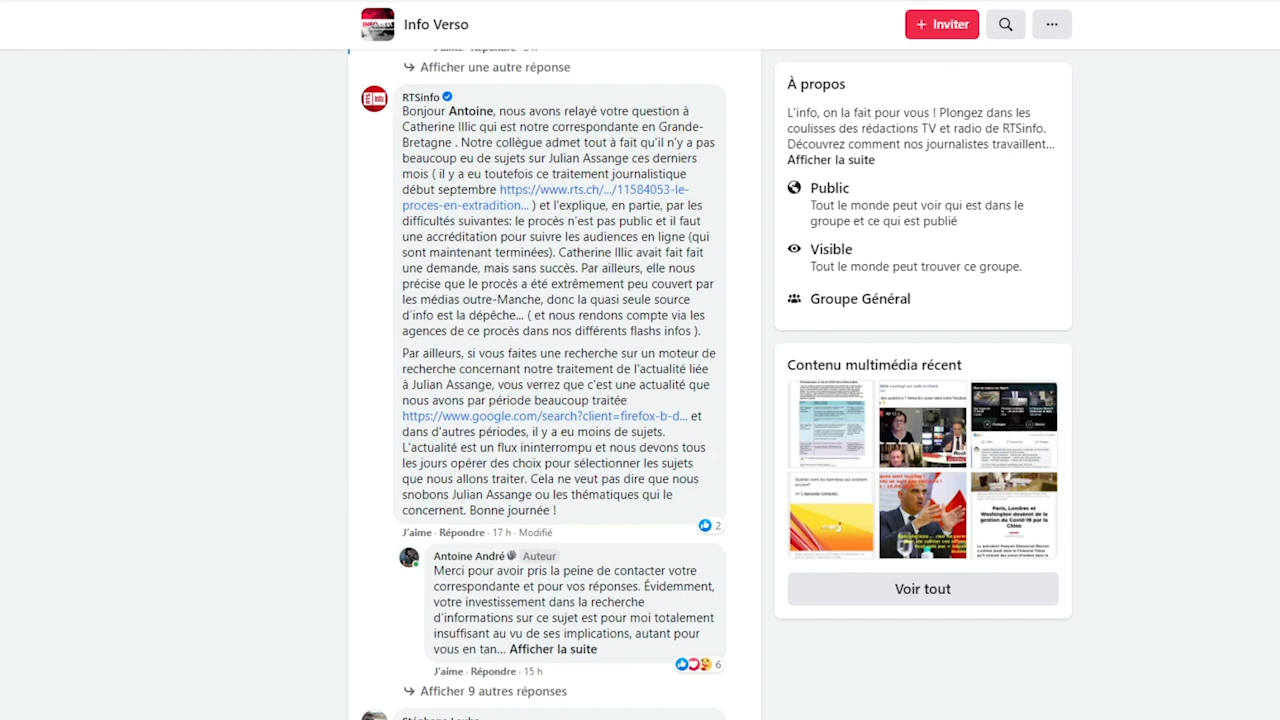 Info Verso
+ Inviter
Afficher une autre réponse
RTSinfo
Bonjour Antoine, nous avons relayé votre question à
Catherine Illic qui est notre correspondante en Grande-
Bretagne . Notre collègue admet tout à fait qu'il n'y a pas
beaucoup eu de sujets sur Julian Assange ces derniers
mois ( il y a eu toutefois ce traitement journalistique
début septembre https://www.rts.ch/.../11584053-le-
proces-en-extradition... ) et l'explique, en partie, par les
difficultés suivantes: le procès n'est pas public et il faut
une accréditation pour suivre les audiences en ligne (qui
sont maintenant terminées). Catherine Illic avait fait fait
une demande, mais sans succès. Par ailleurs, elle nous
précise que le procès a été extrêmement peu couvert par
les médias outre-Manche, donc la quasi seule source
d'info est la dépêche... ( et nous rendons compte via les
agences de ce procès dans nos différents flashs infos ).
Par ailleurs, si vous faites une recherche sur un moteur de
recherche concernant notre traitement de l'actualité liée
à Julian Assange, vous verrez que c'est une actualité que
nous avons par période beaucoup traitée
https://www.google.com/search?client=firefox-b-d... et
dans d'autres périodes, il y a eu moins de sujets.
L'actualité est un flux ininterrompu et nous devons tous
les jours opérer des choix pour sélectionner les sujets
que nous allons traiter. Cela ne veut pas dire que nous
snobons Julian Assange ou les thématiques qui le
concernent. Bonne journée !
2
J'aime · Répondre · 17 h · Modifié
Antoine André Auteur
Merci pour avoir pris la peine de contacter votre
correspondante et pour vos réponses. Évidemment,
votre investissement dans la recherche
d'informations sur ce sujet est pour moi totalement
insuffisant au vu de ses implications, autant pour
vous en tan... Afficher la suite
6
J'aime · Répondre · 15 h
Afficher 9 autres réponses
À propos
L'info, on la fait pour vous ! Plongez dans les
coulisses des rédactions TV et radio de RTSinfo.
Découvrez comment nos journalistes travaillent...
Afficher la suite
Public
Tout le monde peut voir qui est dans le
groupe et ce qui est publié
Visible
Tout le monde peut trouver ce groupe.
Groupe Général
Contenu multimédia récent
Paris, Londres et
Washington doutent de la
gestion du Covid-19 par la
Chine
Voir tout